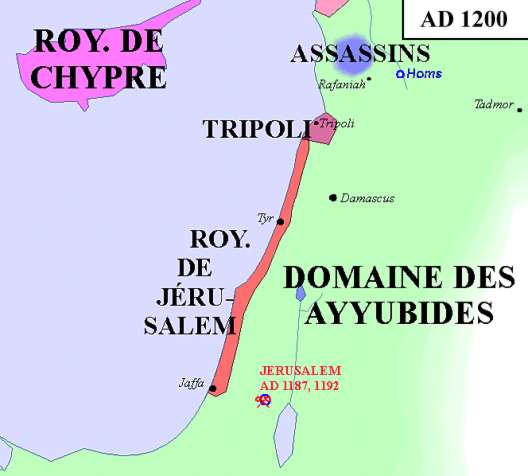 AD 1200
ROY. DE
CHYPRE
ASSASSINS
Homs
Rafaniah
Tadmor
TRIPOLI
Tripoli
Damascus
Tyr
ROY.
DE
JÉRU-
SALEM
DOMAINE DES
AYYUBIDES
JERUSALEM
AD 1187, 1192
Jaffa